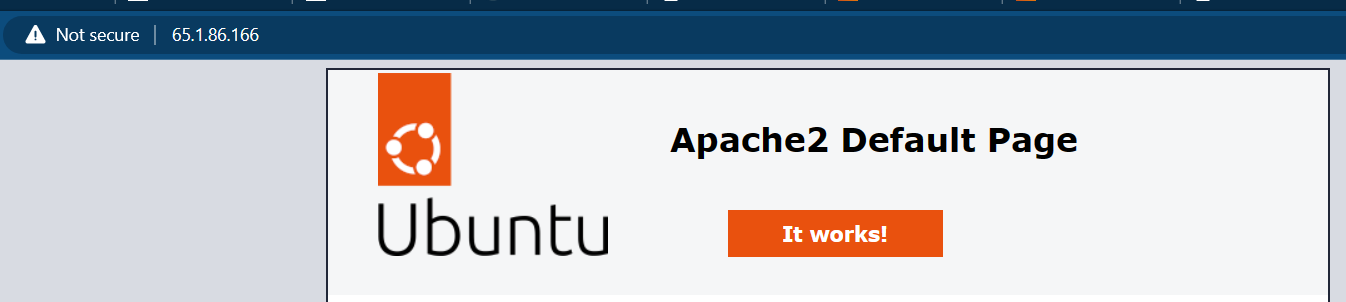 Not secure 65.1.86.166
Apache2 Default Page
Ubuntu
It works!